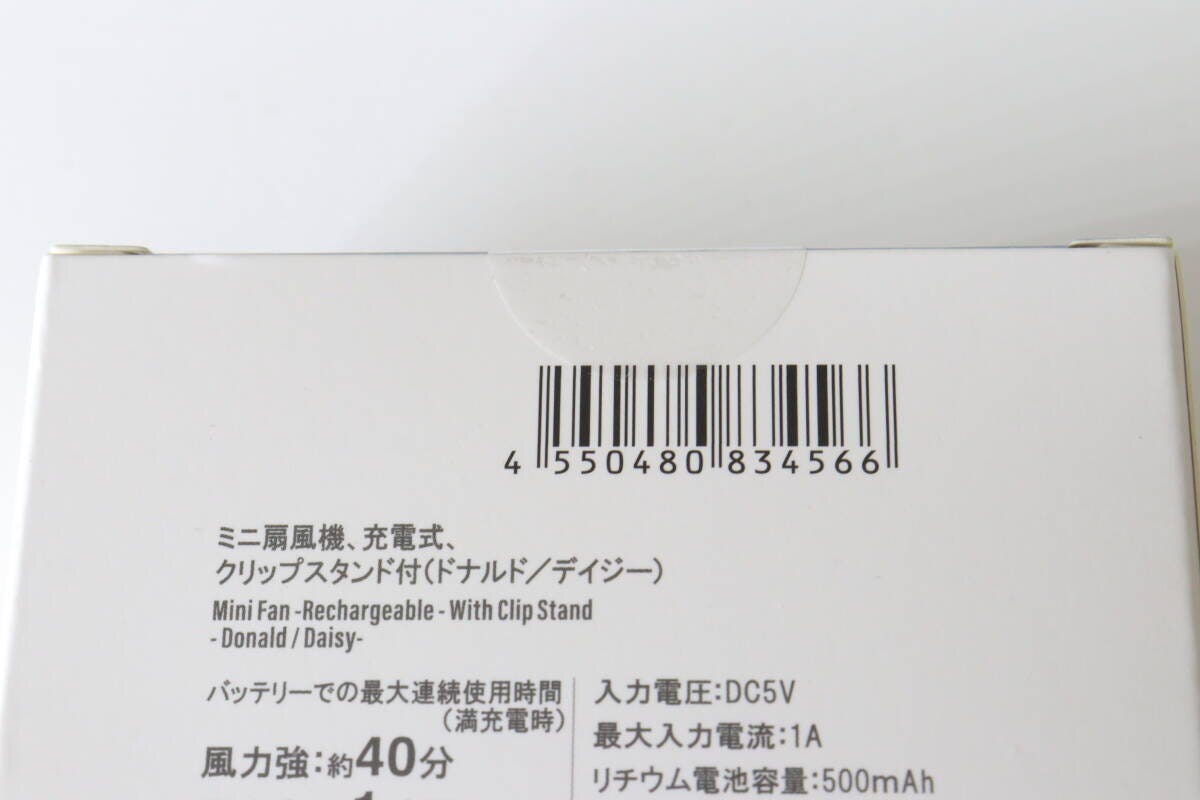 4 550480 834566
ミニ扇風機、充電式、
クリップスタンド付(ドナルド/デイジー)
Mini Fan -Rechargeable - With Clip Stand
- Donald / Daisy-
バッテリーでの最大連続使用時間
(満充電時)
風力強:約40分
入力電圧:DC5V
最大入力電流:1A
リチウム電池容量:500mAh